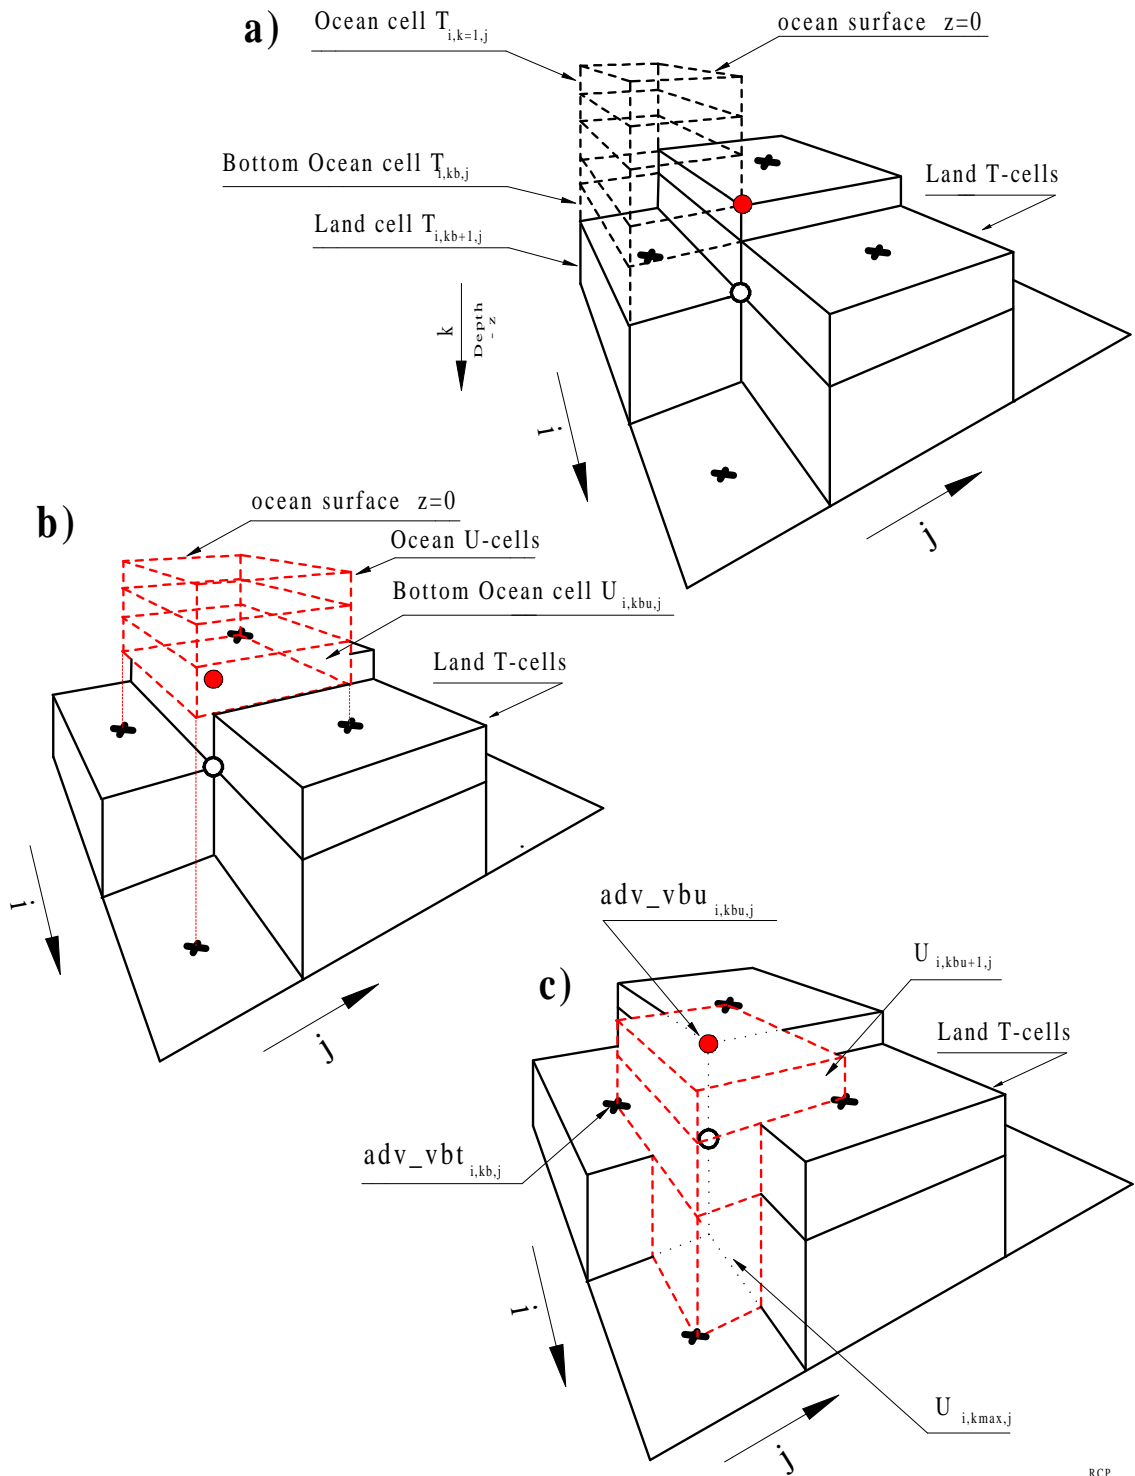 a)
Ocean cell T i,k=1,j
ocean surface z=0
Bottom Ocean cell T i,kb,j
Land T-cells
Land cell T i,kb+1,j
k
Depth
- z
i
j
b)
ocean surface z=0
Ocean U-cells
Bottom Ocean cell U i,kbu,j
Land T-cells
i
j
c)
adv_vbu i,kbu,j
U i,kbu+1,j
Land T-cells
adv_vbt i,kb,j
i
j
U i,kmax,j
RCP